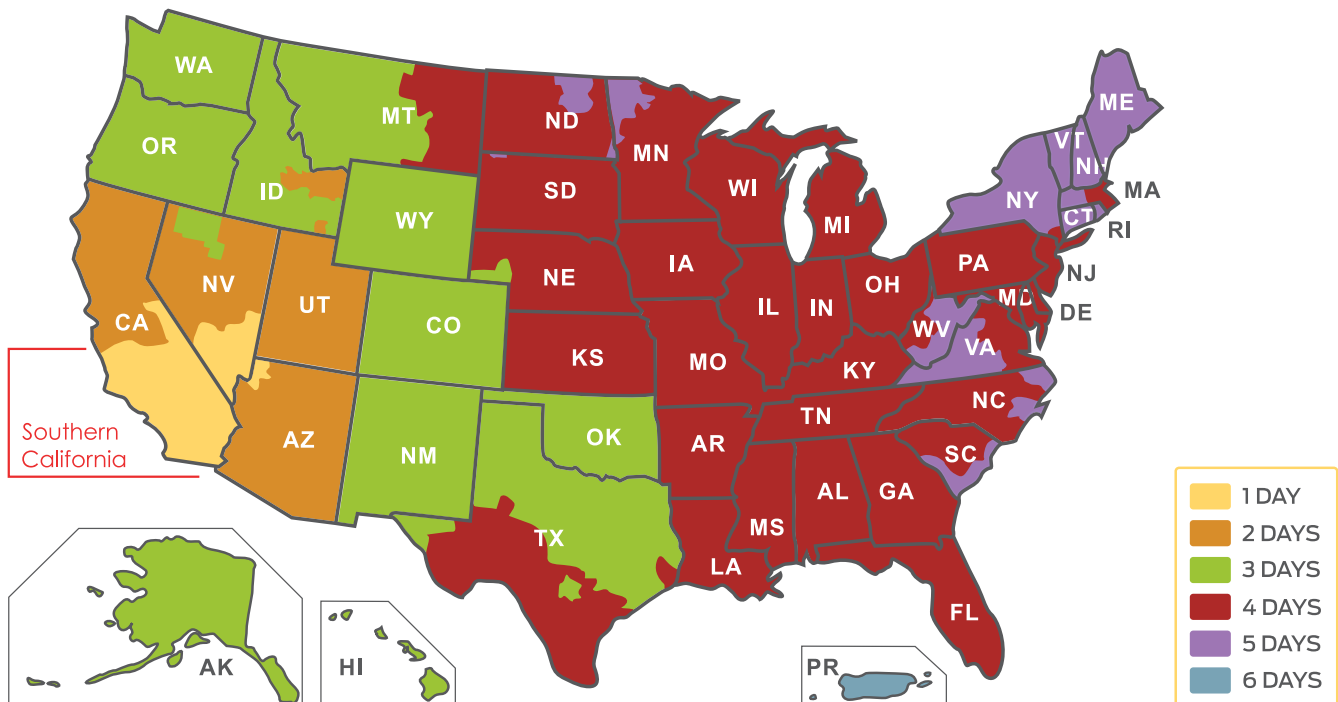 WA
ME
MT
ND
VT
OR
MN
NH
ID
SD
WI
MA
WY
NY
CT
MI
RI
IA
PA
NE
NJ
NV
OH
UT
IL
IN
MD
DE
CA
CO
WV
VA
KS
MO
KY
NC
TN
Southern
California
AZ
OK
AR
NM
SC
AL
GA
MS
TX
LA
FL
AK
HI
PR
1 DAY
2 DAYS
3 DAYS
4 DAYS
5 DAYS
6 DAYS